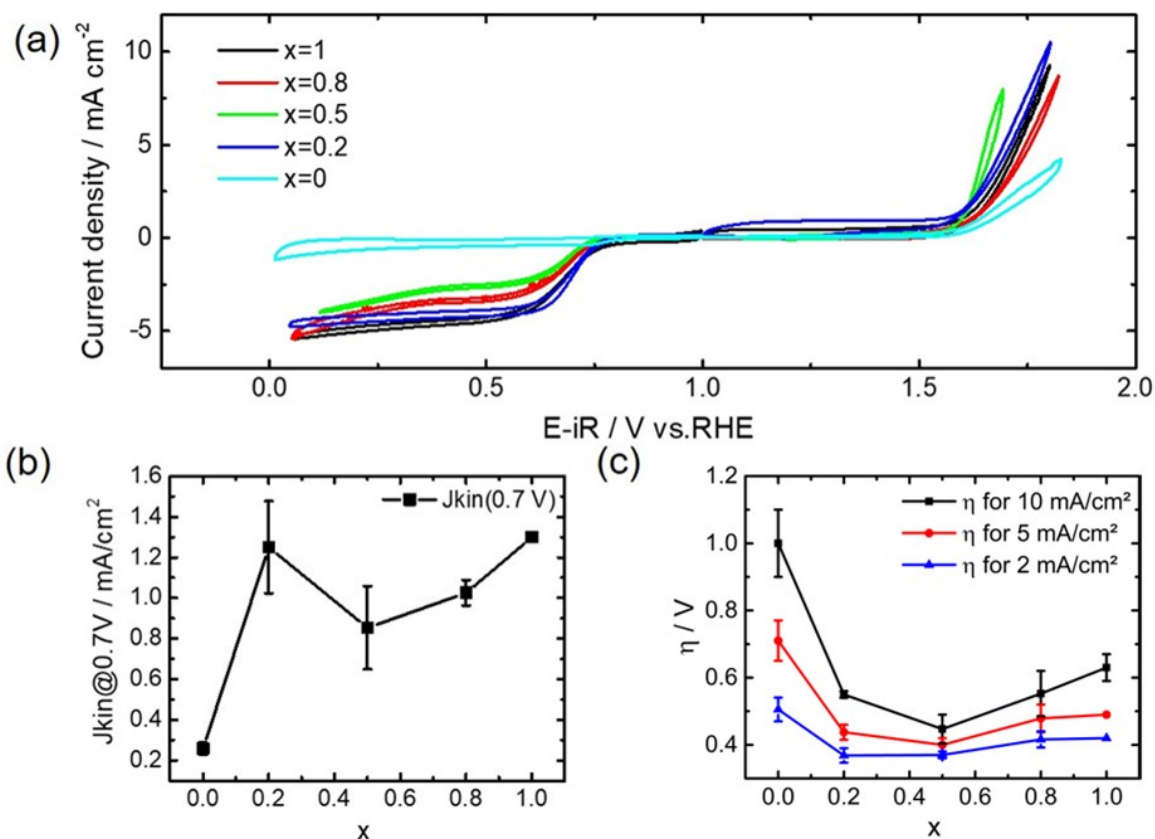 (a)
x=1
x=0.8
x=0.5
x=0.2
x=0
Current density / mA cm⁻²
10
5
0
-5
0.0 0.5 1.0 1.5 2.0
E-iR / V vs.RHE
(b)
Jkin(0.7 V)
Jkin@0.7V / mA/cm²
1.6
1.4
1.2
1.0
0.8
0.6
0.4
0.2
0.0 0.2 0.4 0.6 0.8 1.0
x
(c)
η for 10 mA/cm²
η for 5 mA/cm²
η for 2 mA/cm²
η / V
1.0
0.8
0.6
0.4
0.0 0.2 0.4 0.6 0.8 1.0
x